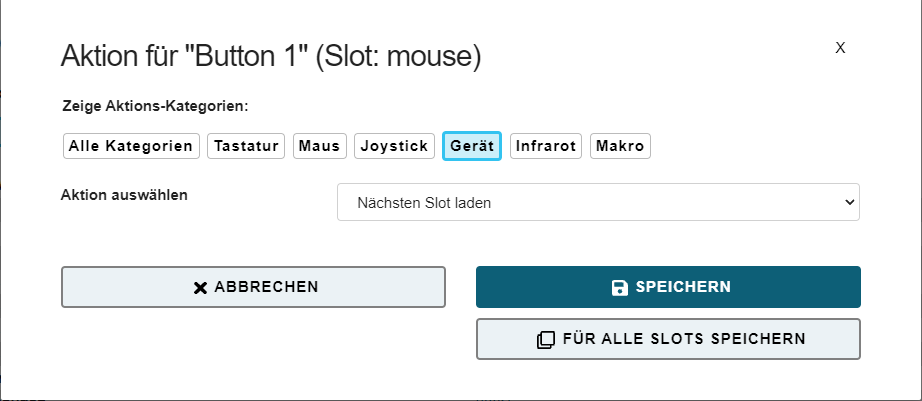 Aktion für "Button 1" (Slot: mouse)
X
Zeige Aktions-Kategorien:
Alle Kategorien Tastatur Maus Joystick Gerät Infrarot Makro
Aktion auswählen
Nächsten Slot laden
ABBRECHEN
SPEICHERN
FÜR ALLE SLOTS SPEICHERN